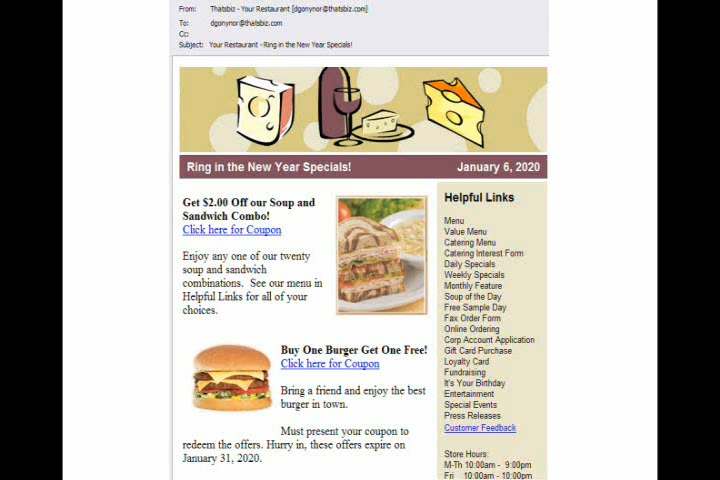 From: Thatsbiz - Your Restaurant [dgonynor@thatsbiz.com]
To: dgonynor@thatsbiz.com
Cc:
Subject: Your Restaurant - Ring in the New Year Specials!
Ring in the New Year Specials! January 6, 2020
Get $2.00 Off our Soup and
Sandwich Combo!
Click here for Coupon
Enjoy any one of our twenty
soup and sandwich
combinations. See our menu in
Helpful Links for all of your
choices.
Buy One Burger Get One Free!
Click here for Coupon
Bring a friend and enjoy the best
burger in town.
Must present your coupon to
redeem the offers. Hurry in, these offers expire on
January 31, 2020.
Helpful Links
Menu
Value Menu
Catering Menu
Catering Interest Form
Daily Specials
Weekly Specials
Monthly Feature
Soup of the Day
Free Sample Day
Fax Order Form
Online Ordering
Corp Account Application
Gift Card Purchase
Loyalty Card
Fundraising
It's Your Birthday
Entertainment
Special Events
Press Releases
Customer Feedback
Store Hours:
M-Th 10:00am - 9:00pm
Fri 10:00am - 10:00pm